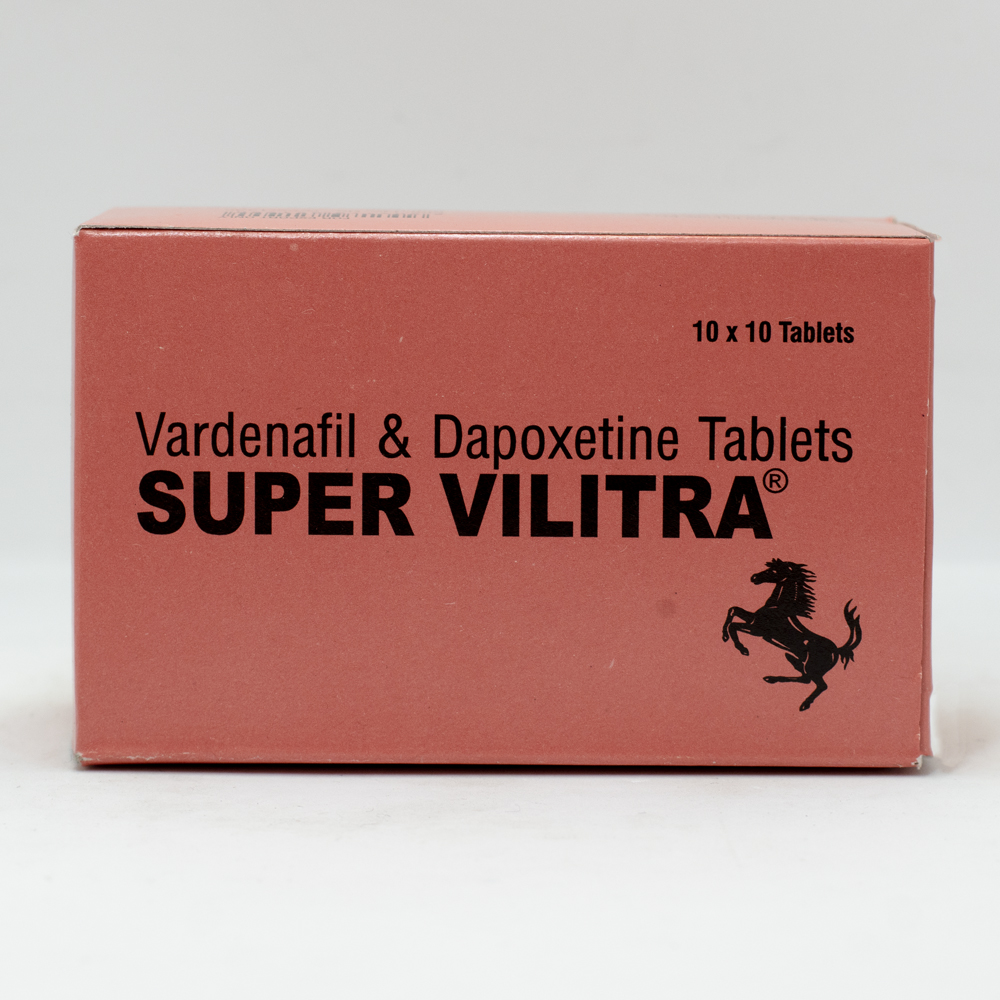 10 x 10 Tablets
Vardenafil & Dapoxetine Tablets
SUPER VILITRA®